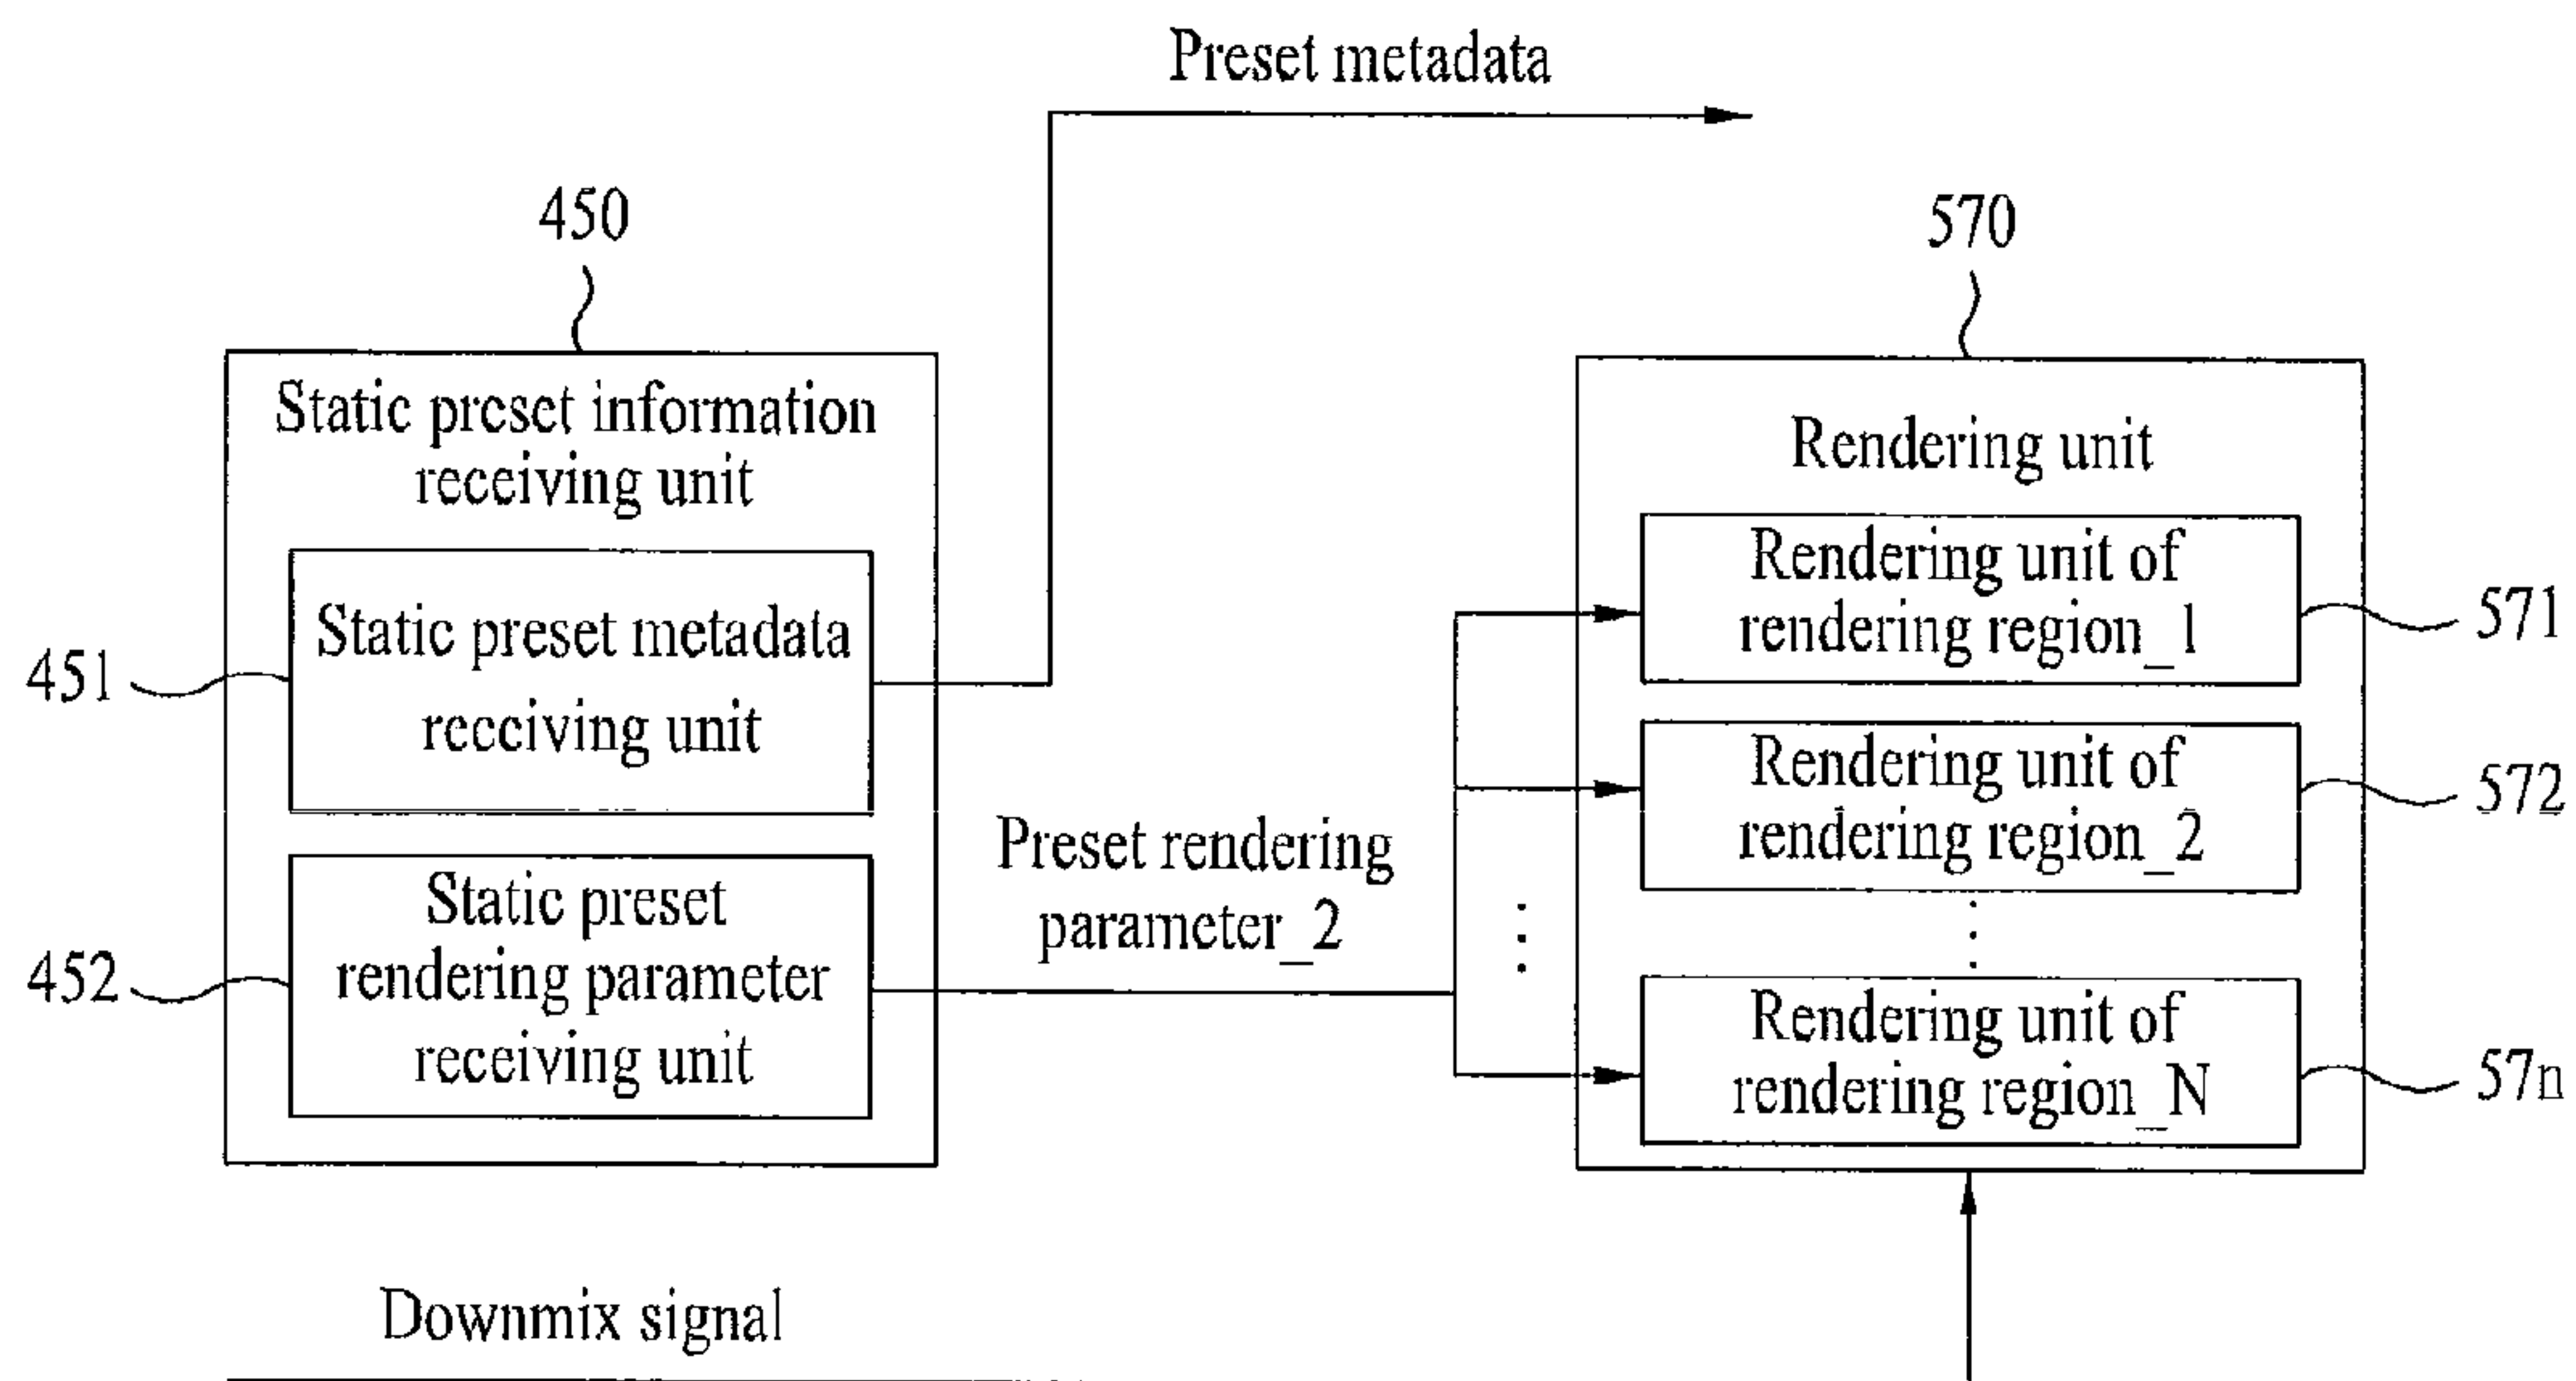 Preset metadata
450
570
Static preset information
receiving unit
Rendering unit
451
Static preset metadata
receiving unit
Rendering unit of
rendering region_1
571
Rendering unit of
rendering region_2
572
Preset rendering
parameter_2
452
Static preset
rendering parameter
receiving unit
Rendering unit of
rendering region_N
57n
Downmix signal